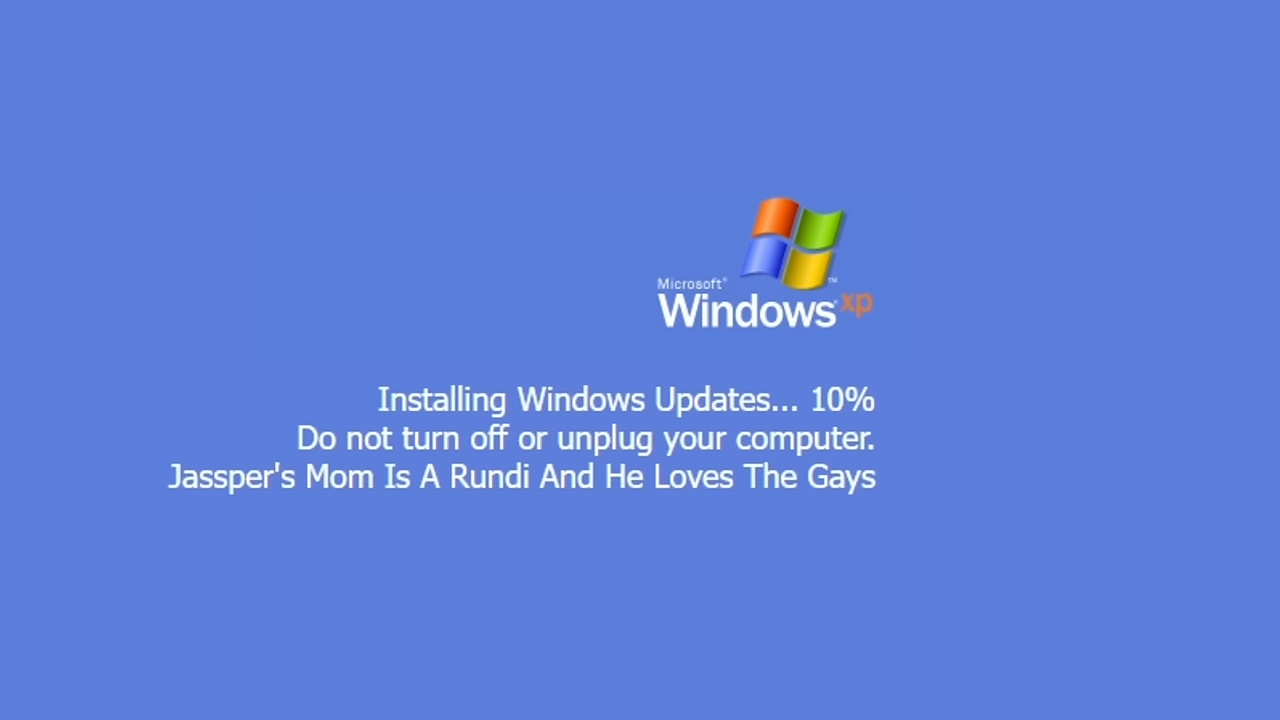 Microsoft®
Windows® xp ™
Installing Windows Updates... 10%
Do not turn off or unplug your computer.
Jassper's Mom Is A Rundi And He Loves The Gays